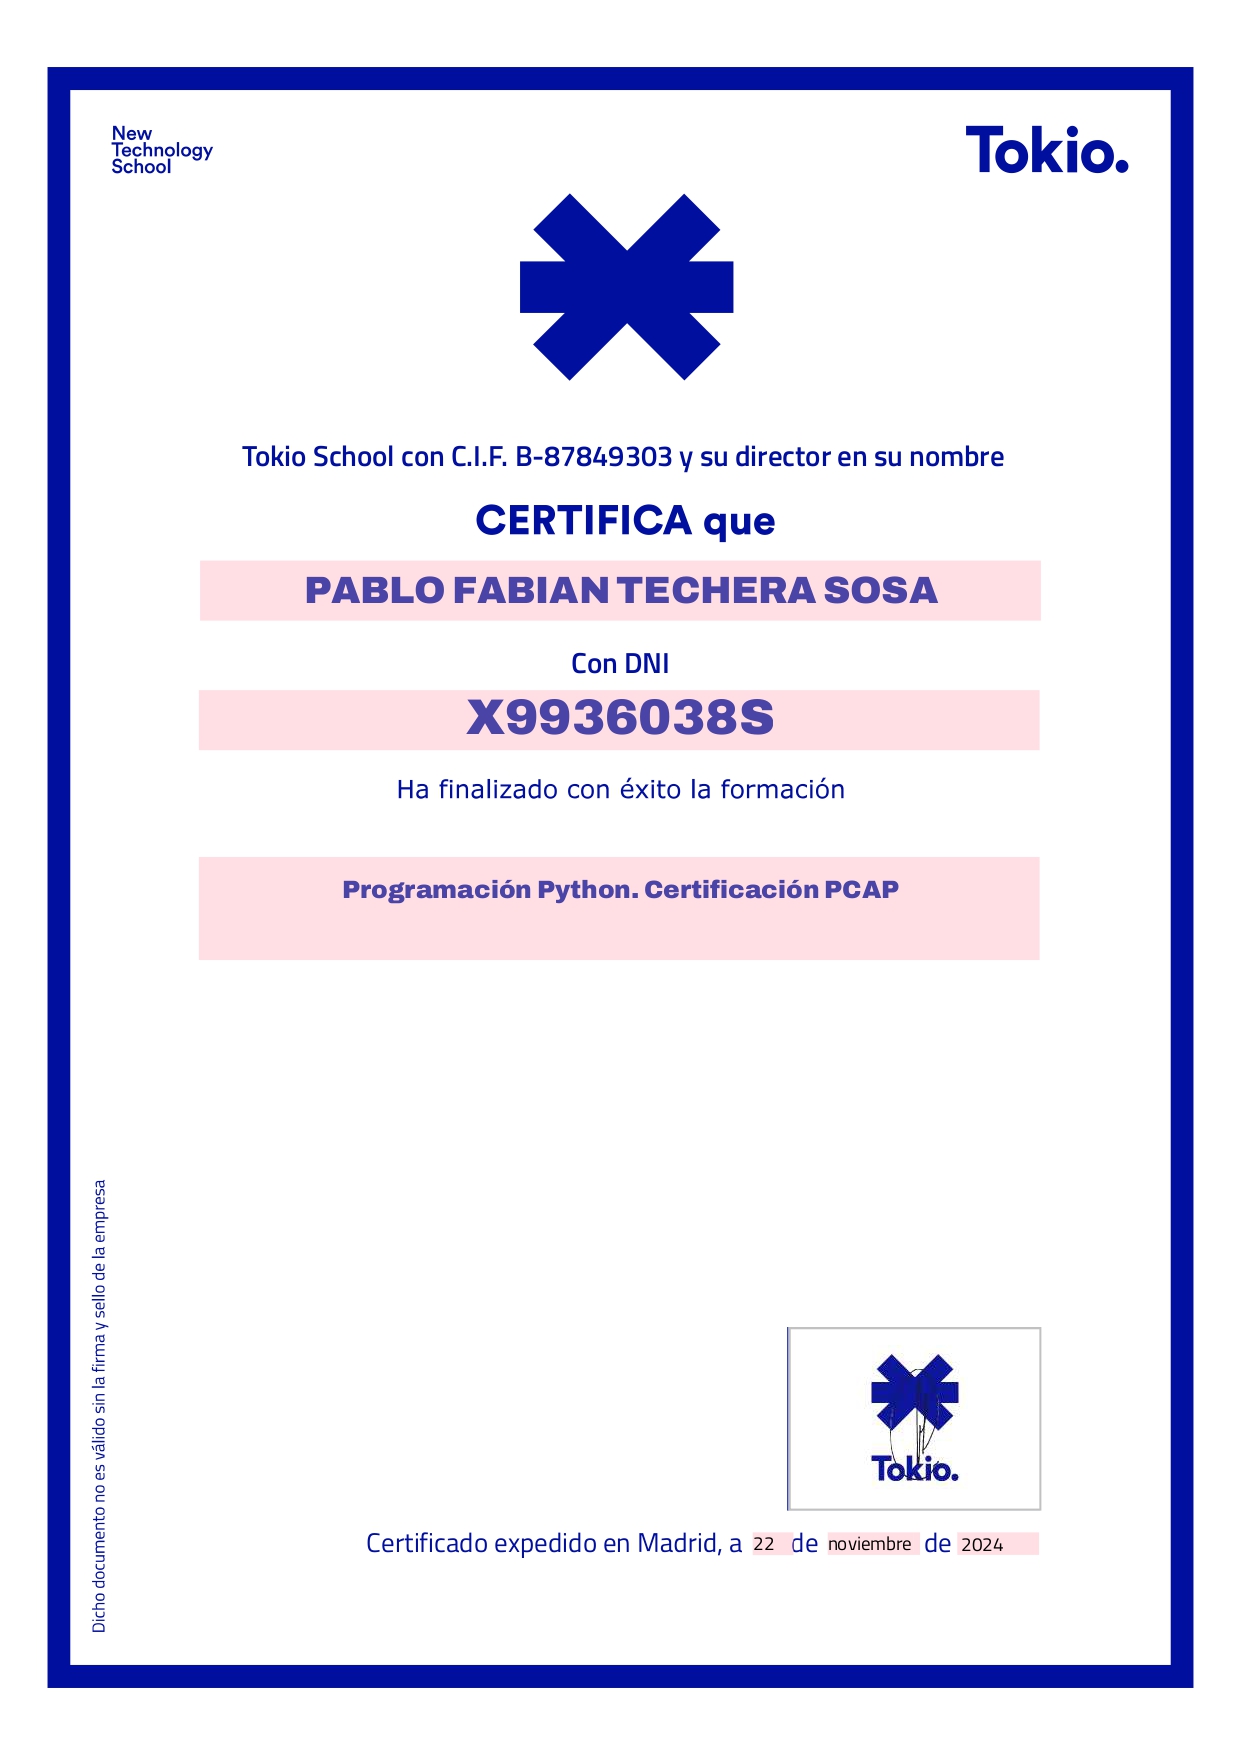 New
Technology
School
Tokio.
Tokio School con C.I.F. B-87849303 y su director en su nombre
CERTIFICA que
PABLO FABIAN TECHERA SOSA
Con DNI
X9936038S
Ha finalizado con éxito la formación
Programación Python. Certificación PCAP
Dicho documento no es válido sin la firma y sello de la empresa
Tokio.
Certificado expedido en Madrid, a 22 de noviembre de 2024